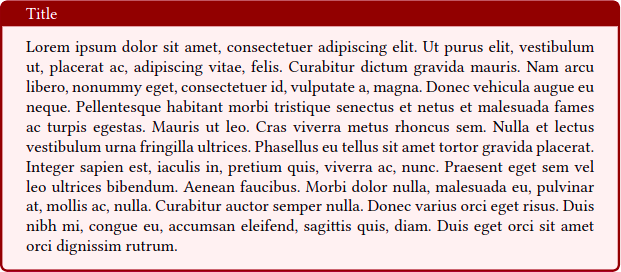 Title
Lorem ipsum dolor sit amet, consectetuer adipiscing elit. Ut purus elit, vestibulum
ut, placerat ac, adipiscing vitae, felis. Curabitur dictum gravida mauris. Nam arcu
libero, nonummy eget, consectetuer id, vulputate a, magna. Donec vehicula augue eu
neque. Pellentesque habitant morbi tristique senectus et netus et malesuada fames
ac turpis egestas. Mauris ut leo. Cras viverra metus rhoncus sem. Nulla et lectus
vestibulum urna fringilla ultrices. Phasellus eu tellus sit amet tortor gravida placerat.
Integer sapien est, iaculis in, pretium quis, viverra ac, nunc. Praesent eget sem vel
leo ultrices bibendum. Aenean faucibus. Morbi dolor nulla, malesuada eu, pulvinar
at, mollis ac, nulla. Curabitur auctor semper nulla. Donec varius orci eget risus. Duis
nibh mi, congue eu, accumsan eleifend, sagittis quis, diam. Duis eget orci sit amet
orci dignissim rutrum.